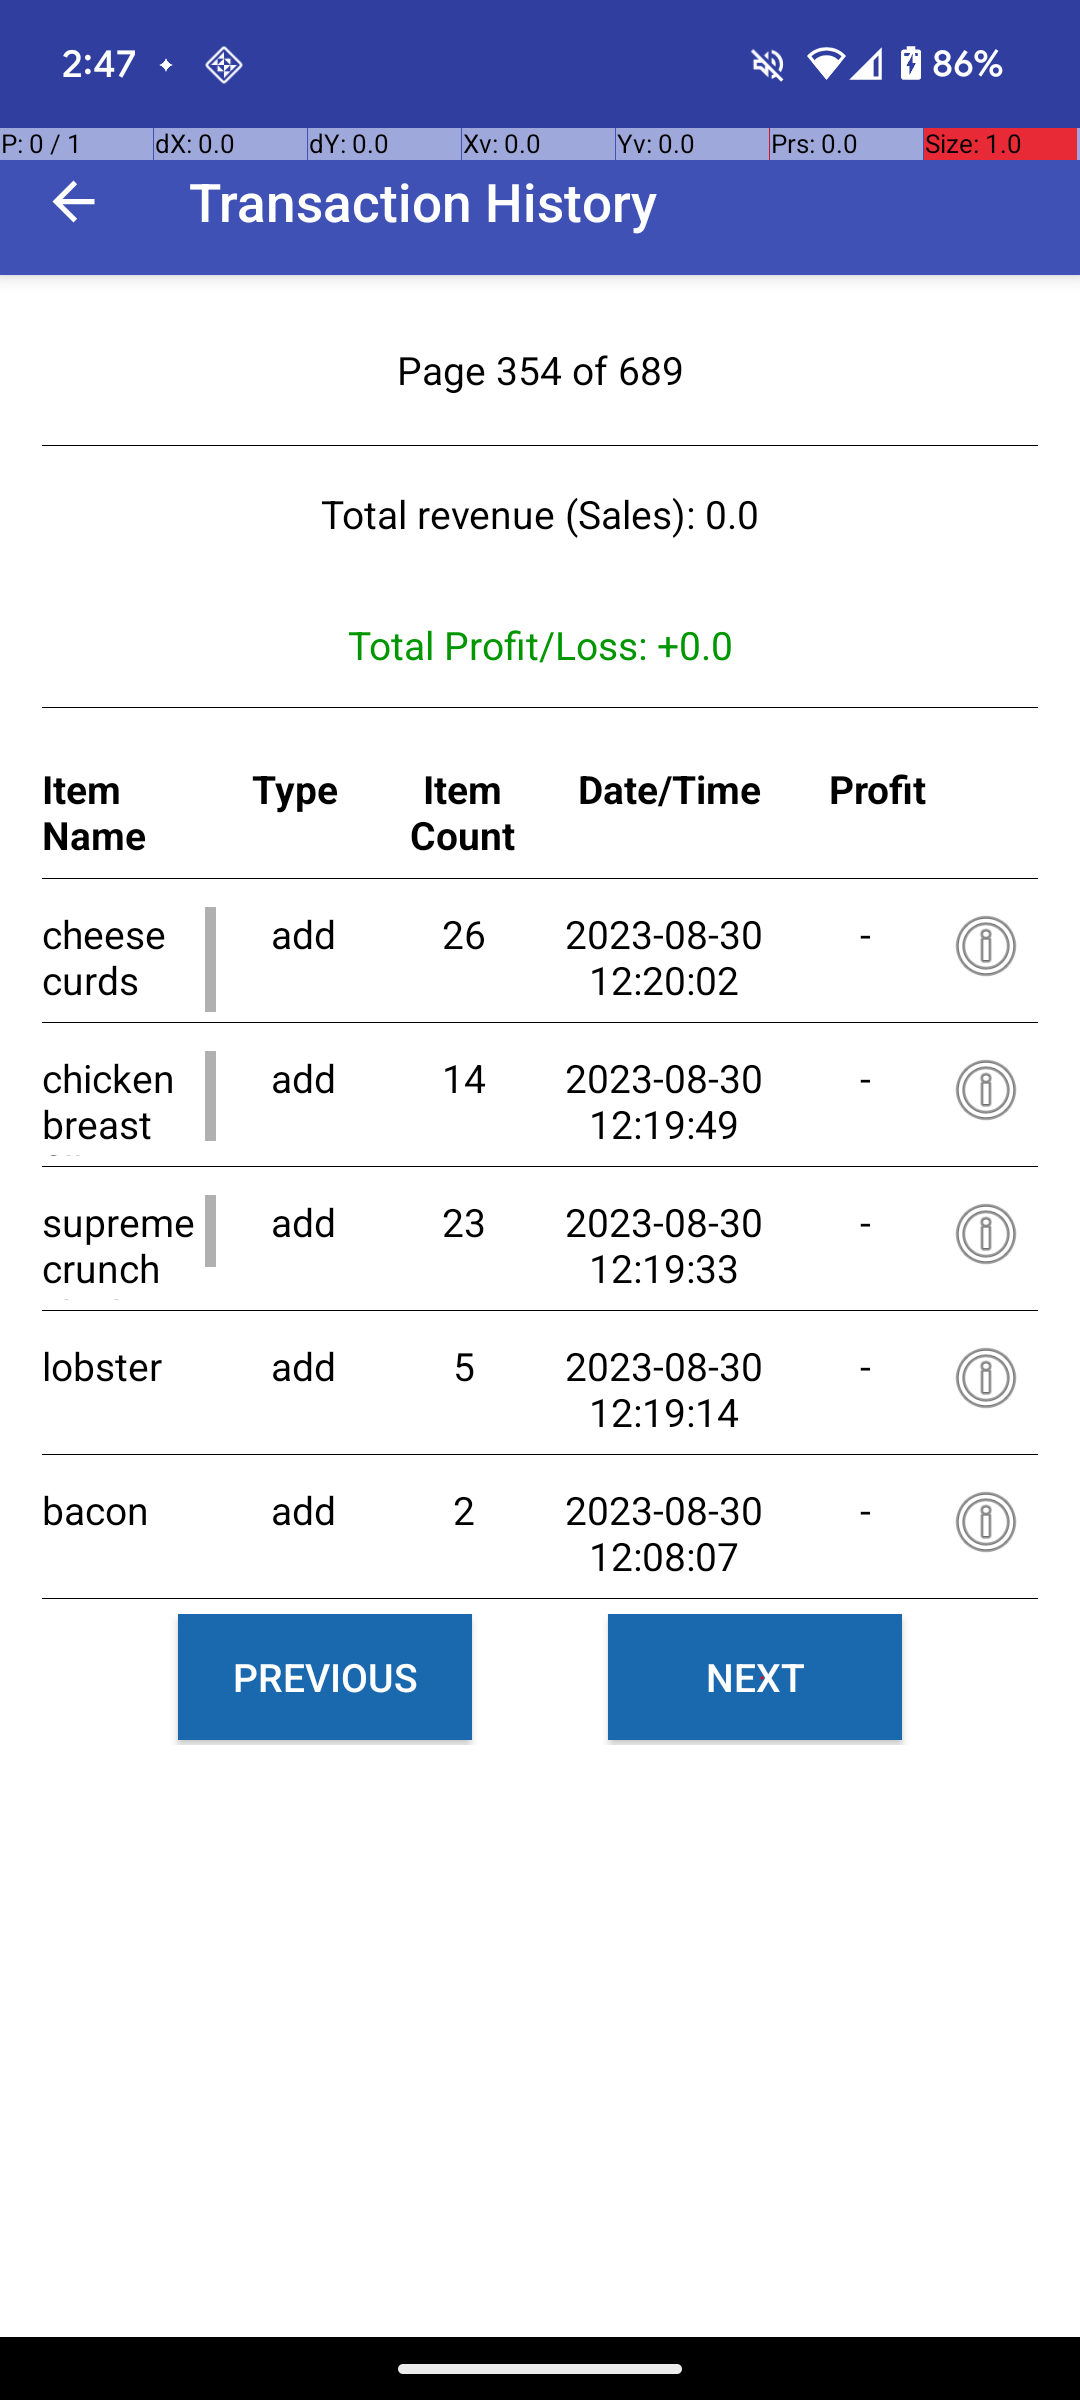 2:47
86%
P: 0 / 1 dX: 0.0 dY: 0.0 Xv: 0.0 Yv: 0.0 Prs: 0.0 Size: 1.0
Transaction History
Page 354 of 689
Total revenue (Sales): 0.0
Total Profit/Loss: +0.0
Item Name Type Item Count Date/Time Profit
cheese curds add 26 2023-08-30 12:20:02 -
chicken breast add 14 2023-08-30 12:19:49 -
supreme crunch add 23 2023-08-30 12:19:33 -
lobster add 5 2023-08-30 12:19:14 -
bacon add 2 2023-08-30 12:08:07 -
PREVIOUS NEXT